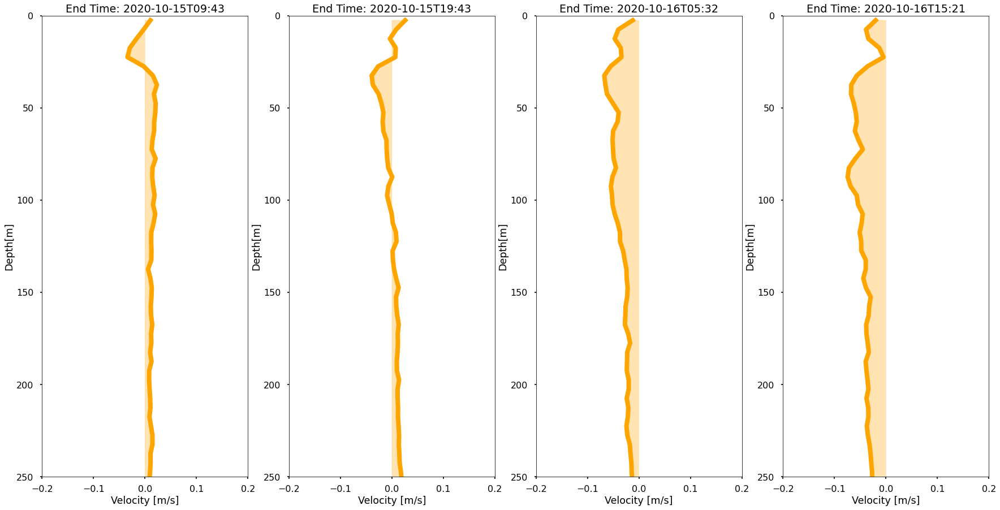 End Time: 2020-10-15T09:43
End Time: 2020-10-15T19:43
End Time: 2020-10-16T05:32
End Time: 2020-10-16T15:21
0
50
100
150
200
250
Depth[m]
−0.2 −0.1 0.0 0.1 0.2
Velocity [m/s]
0
50
100
150
200
250
Depth[m]
−0.2 −0.1 0.0 0.1 0.2
Velocity [m/s]
0
50
100
150
200
250
Depth[m]
−0.2 −0.1 0.0 0.1 0.2
Velocity [m/s]
0
50
100
150
200
250
Depth[m]
−0.2 −0.1 0.0 0.1 0.2
Velocity [m/s]